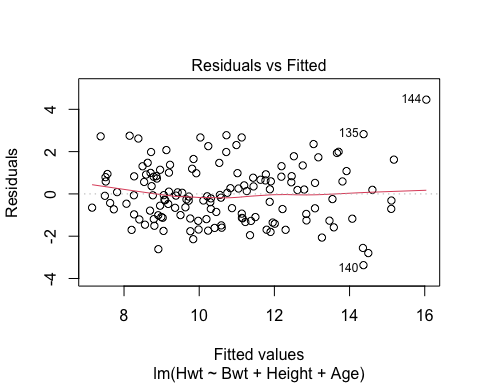 Residuals vs Fitted
Residuals
4
2
0
-2
-4
144
135
140
8 10 12 14 16
Fitted values
lm(Hwt ~ Bwt + Height + Age)